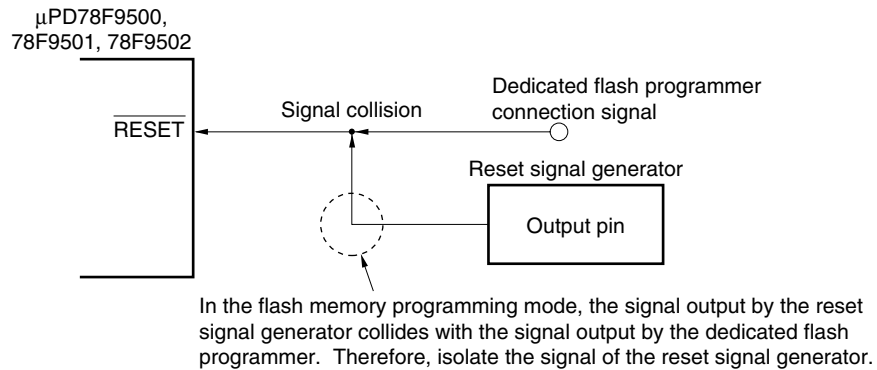 μPD78F9500,
78F9501, 78F9502
Dedicated flash programmer
connection signal
Signal collision
RESET
Reset signal generator
Output pin
In the flash memory programming mode, the signal output by the reset
signal generator collides with the signal output by the dedicated flash
programmer. Therefore, isolate the signal of the reset signal generator.